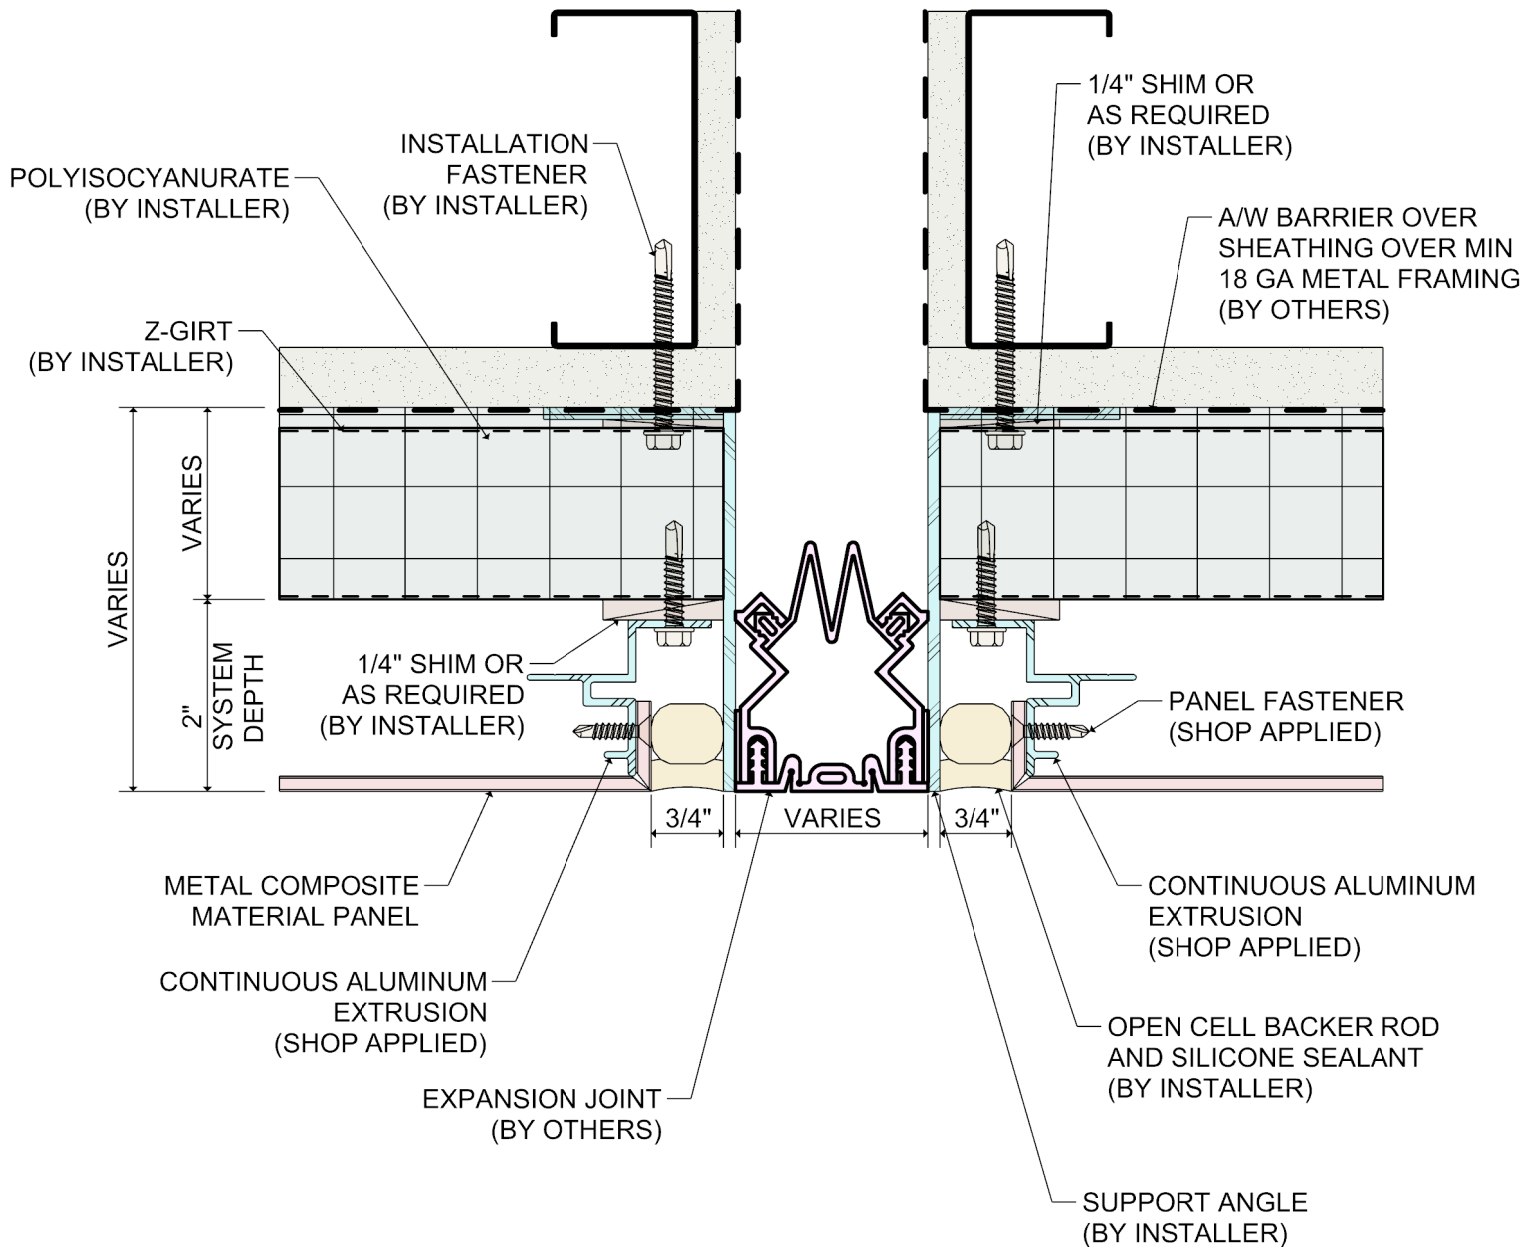 1/4" SHIM OR
AS REQUIRED
(BY INSTALLER)
INSTALLATION
FASTENER
(BY INSTALLER)
POLYISOCYANURATE
(BY INSTALLER)
A/W BARRIER OVER
SHEATHING OVER MIN
18 GA METAL FRAMING
(BY OTHERS)
Z-GIRT
(BY INSTALLER)
VARIES
VARIES
2"
SYSTEM
DEPTH
1/4" SHIM OR
AS REQUIRED
(BY INSTALLER)
PANEL FASTENER
(SHOP APPLIED)
3/4"
VARIES
3/4"
METAL COMPOSITE
MATERIAL PANEL
CONTINUOUS ALUMINUM
EXTRUSION
(SHOP APPLIED)
CONTINUOUS ALUMINUM
EXTRUSION
(SHOP APPLIED)
OPEN CELL BACKER ROD
AND SILICONE SEALANT
(BY INSTALLER)
EXPANSION JOINT
(BY OTHERS)
SUPPORT ANGLE
(BY INSTALLER)